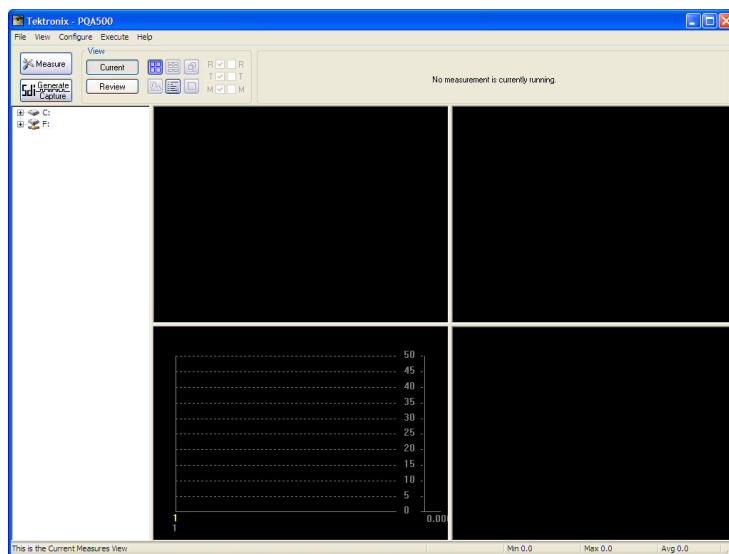 Tektronix - PQA500
File View Configure Execute Help
View
Measure
Current
R R
T T
M M
No measurement is currently running.
Sdi Generate
Capture
Review
C:
F:
50
45
40
35
30
25
20
15
10
5
0
1
1
This is the Current Measures View
Min 0.0 Max 0.0 Avg 0.0